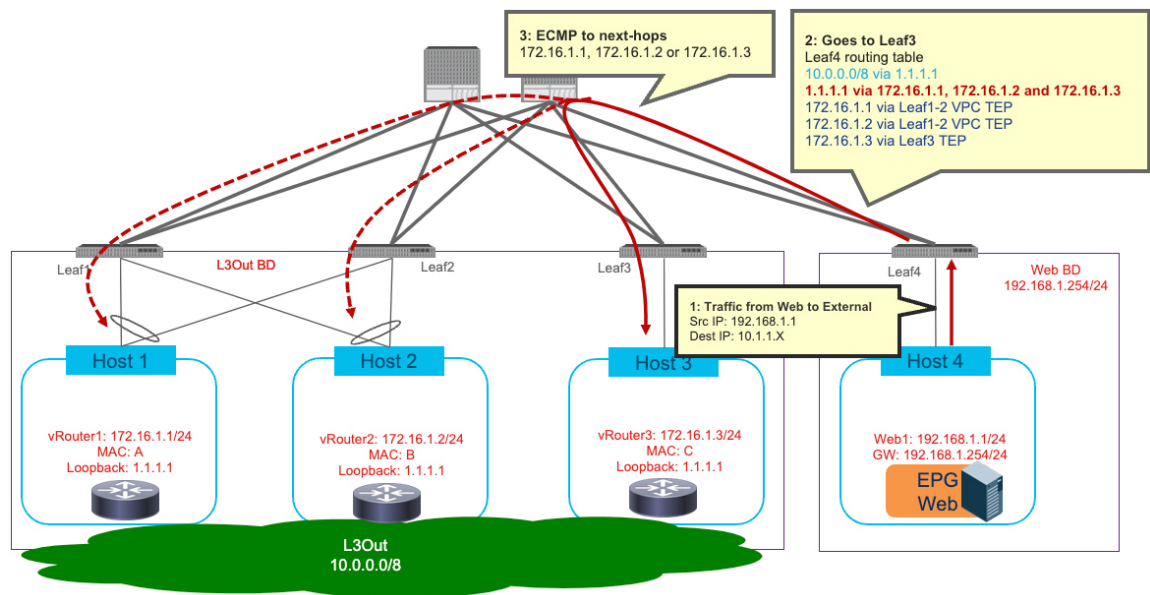 3: ECMP to next-hops
172.16.1.1, 172.16.1.2 or 172.16.1.3
2: Goes to Leaf3
Leaf4 routing table
10.0.0.0/8 via 1.1.1.1
1.1.1.1 via 172.16.1.1, 172.16.1.2 and 172.16.1.3
172.16.1.1 via Leaf1-2 VPC TEP
172.16.1.2 via Leaf1-2 VPC TEP
172.16.1.3 via Leaf3 TEP
Leaf1
L3Out BD
Leaf2
Leaf3
Leaf4
Web BD
192.168.1.254/24
1: Traffic from Web to External
Src IP: 192.168.1.1
Dest IP: 10.1.1.X
Host 1
Host 2
Host 3
Host 4
vRouter1: 172.16.1.1/24
MAC: A
Loopback: 1.1.1.1
vRouter2: 172.16.1.2/24
MAC: B
Loopback: 1.1.1.1
vRouter3: 172.16.1.3/24
MAC: C
Loopback: 1.1.1.1
Web1: 192.168.1.1/24
GW: 192.168.1.254/24
EPG
Web
L3Out
10.0.0.0/8